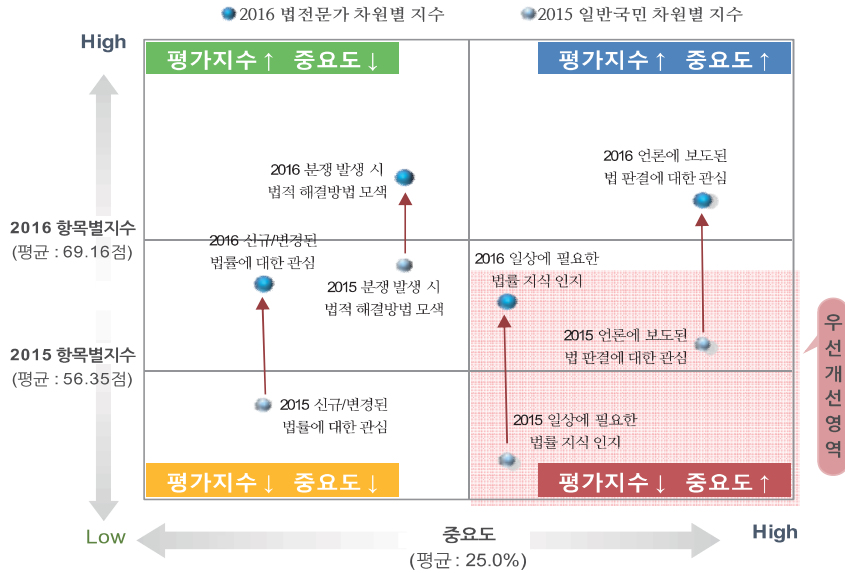 2016 법전문가 차원별 지수
2015 일반국민 차원별 지수
High
평가지수↑ 중요도↓
평가지수↑ 중요도↑
2016 분쟁 발생 시
법적 해결방법 모색
2016 언론에 보도된
법 판결에 대한 관심
2016 항목별지수
(평균 : 69.16점)
2016 신규/변경된
법률에 대한 관심
2015 분쟁 발생 시
법적 해결방법 모색
2016 일상에 필요한
법률 지식 인지
2015 언론에 보도된
법 판결에 대한 관심
우선개선영역
2015 항목별지수
(평균 : 56.35점)
2015 신규/변경된
법률에 대한 관심
2015 일상에 필요한
법률 지식 인지
평가지수↓ 중요도↓
평가지수↓ 중요도↑
Low
중요도
(평균 : 25.0%)
High